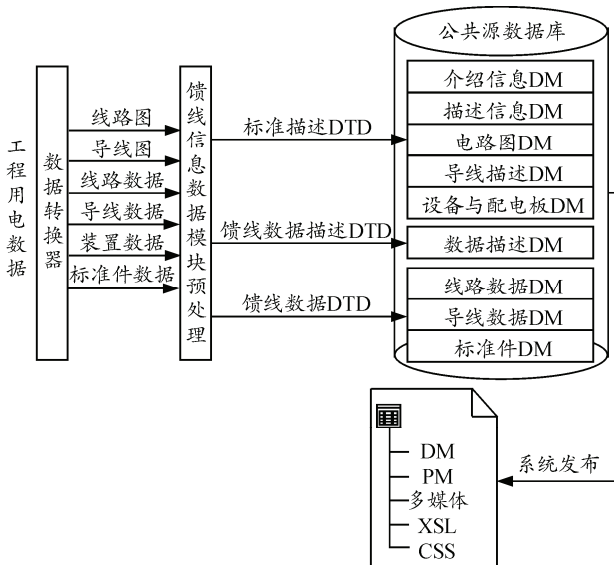 工程用电数据
数据转换器
线路图
导线图
线路数据
导线数据
装置数据
标准件数据
馈线信息数据模块预处理
标准描述DTD
馈线数据描述DTD
馈线数据DTD
公共源数据库
介绍信息DM
描述信息DM
电路图DM
导线描述DM
设备与配电板DM
数据描述DM
线路数据DM
导线数据DM
标准件DM
系统发布
DM
PM
多媒体
XSL
CSS